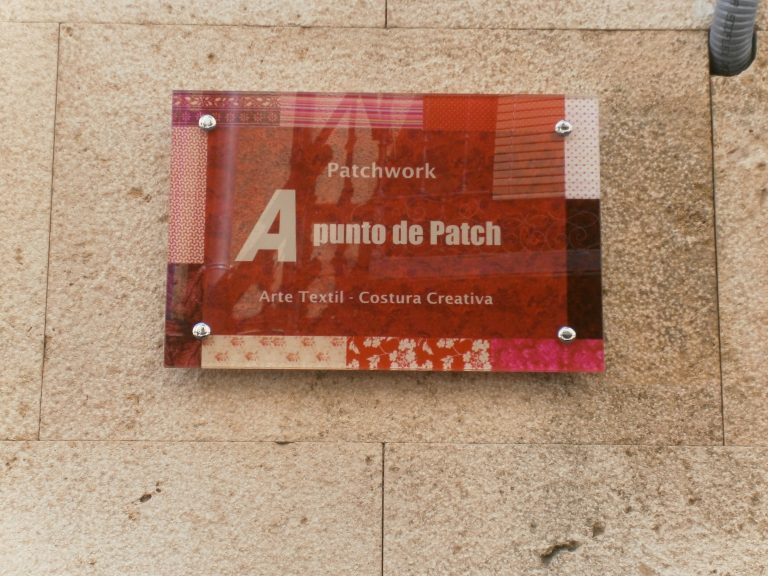 Patchwork
A punto de Patch
Arte Textil - Costura Creativa